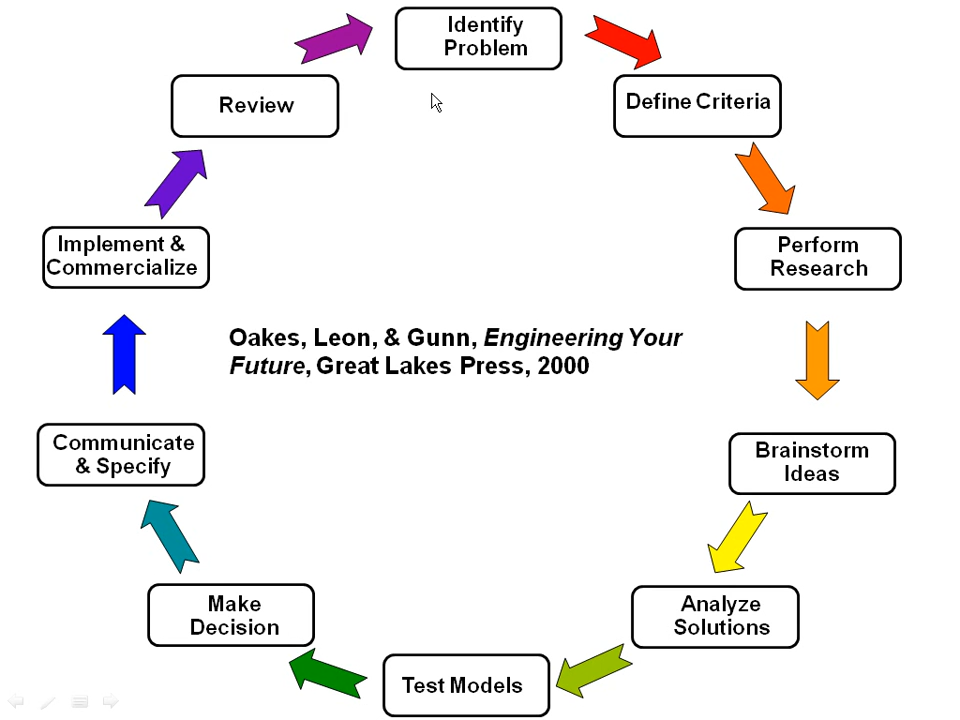 Identify
Problem
Define Criteria
Perform
Research
Brainstorm
Ideas
Analyze
Solutions
Test Models
Make
Decision
Communicate
& Specify
Implement &
Commercialize
Review
Oakes, Leon, & Gunn, Engineering Your
Future, Great Lakes Press, 2000